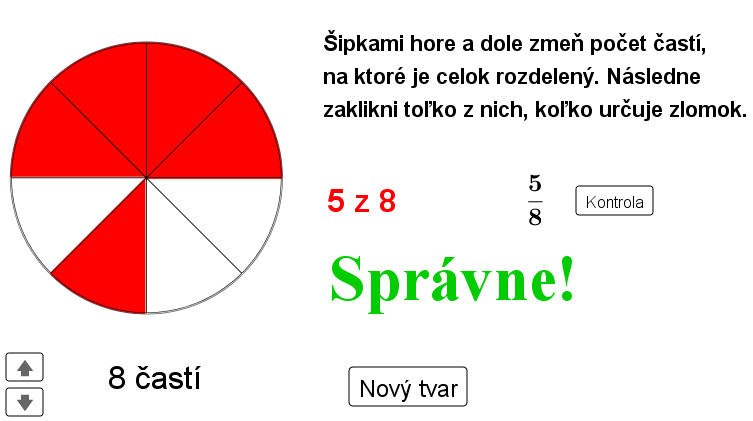 Šipkami hore a dole zmeň počet častí,
na ktoré je celok rozdelený. Následne
zaklikni toľko z nich, koľko určuje zlomok.
5 z 8
5
8
Kontrola
Správne!
8 častí
Nový tvar